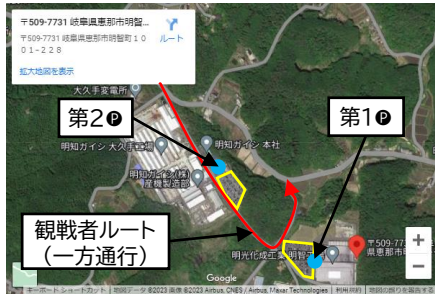 〒509-7731 岐阜県恵那市明智...
〒509-7731 岐阜県恵那市明智町10
01-228
ルート
拡大地図を表示
大久手変電所
第2🅟
第1🅟
明知ガイシ 大久手工場
明知ガイシ 本社
明知ガイシ(株)
産機製造部
観戦者ルート
(一方通行)
明光化成工業 明智
〒509-
県恵那市
Google
キーボード ショートカット
地図データ ©2023 画像 ©2023 Airbus, CNES / Airbus, Maxar Technologies
利用規約
地図の誤りを報告する